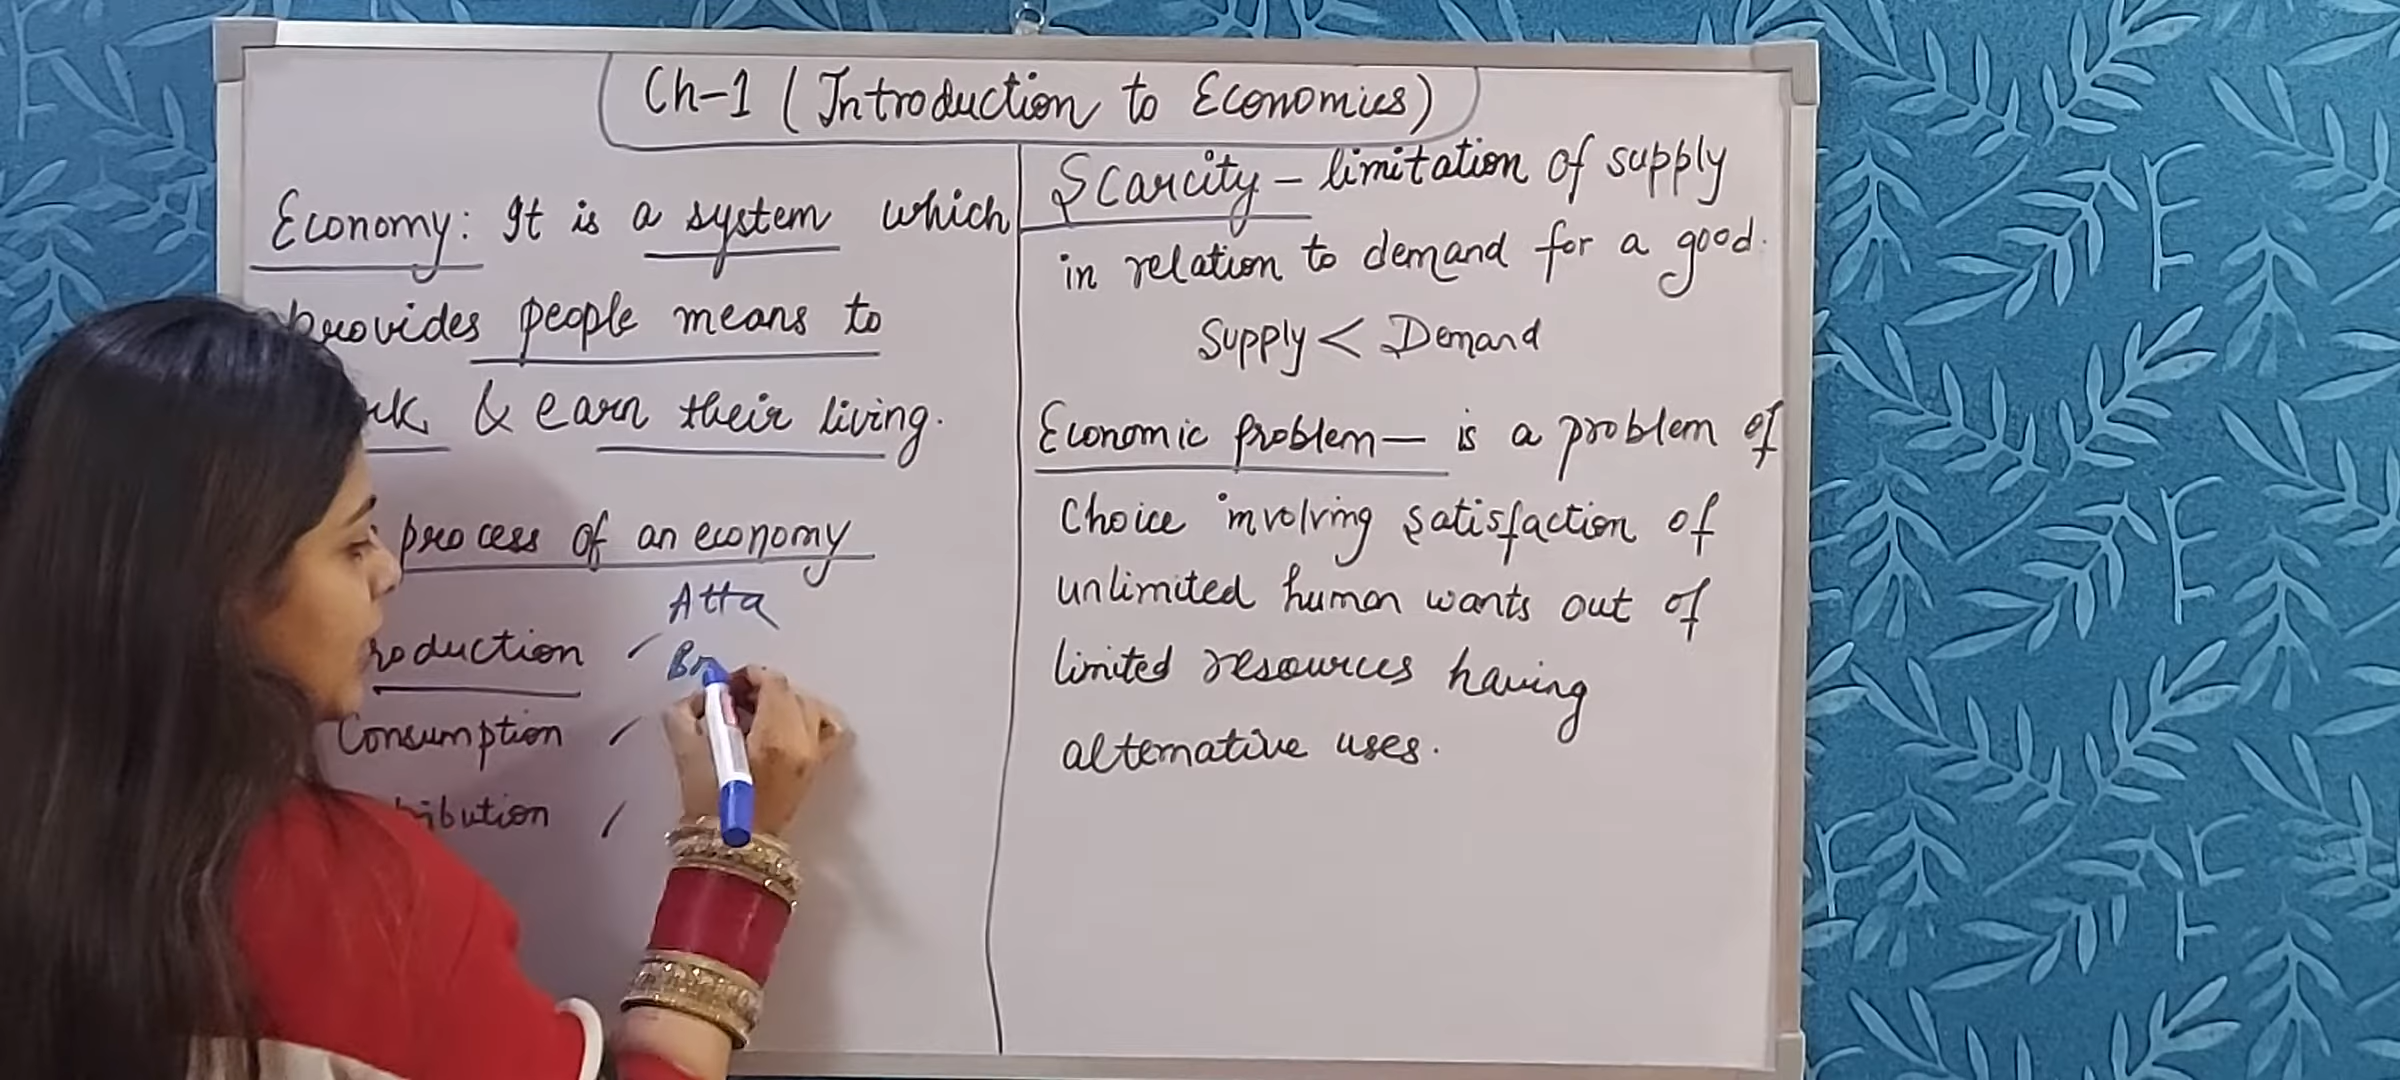 Ch-1 (Introduction to Economics)
Economy: It is a system which
provides people means to
& earn their living.
process of an economy
Atta
Production
Consumption
Scarcity - limitation of supply
in relation to demand for a good.
Supply < Demand
Economic problem - is a problem of
Choice involving satisfaction of
unlimited human wants out of
limited resources having
alternative uses.